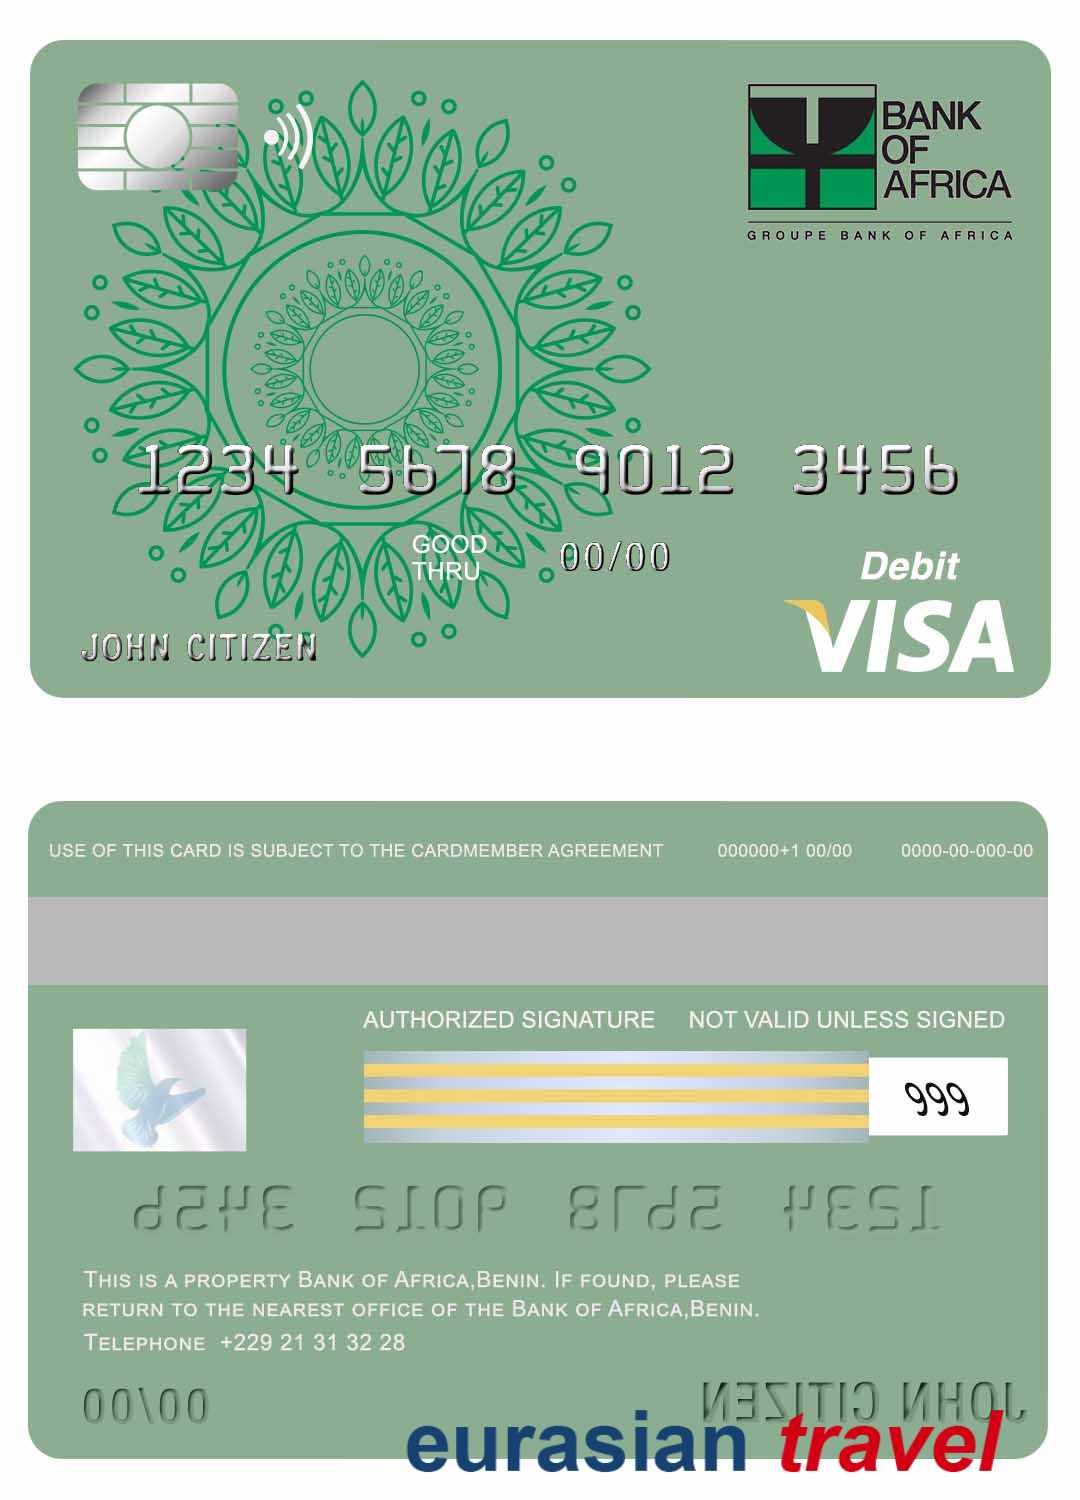 BANK
OF
AFRICA
GROUPE BANK OF AFRICA
1234 5678 9012 3456
GOOD
THRU
00/00
Debit
VISA
JOHN CITIZEN
USE OF THIS CARD IS SUBJECT TO THE CARDMEMBER AGREEMENT 000000+1 00/00 0000-00-000-00
AUTHORIZED SIGNATURE NOT VALID UNLESS SIGNED
999
1234 5678 9012 3456
THIS IS A PROPERTY BANK OF AFRICA,BENIN. IF FOUND, PLEASE
RETURN TO THE NEAREST OFFICE OF THE BANK OF AFRICA,BENIN.
TELEPHONE +229 21 31 32 28
00/00
JOHN CITIZEN
eurasian travel